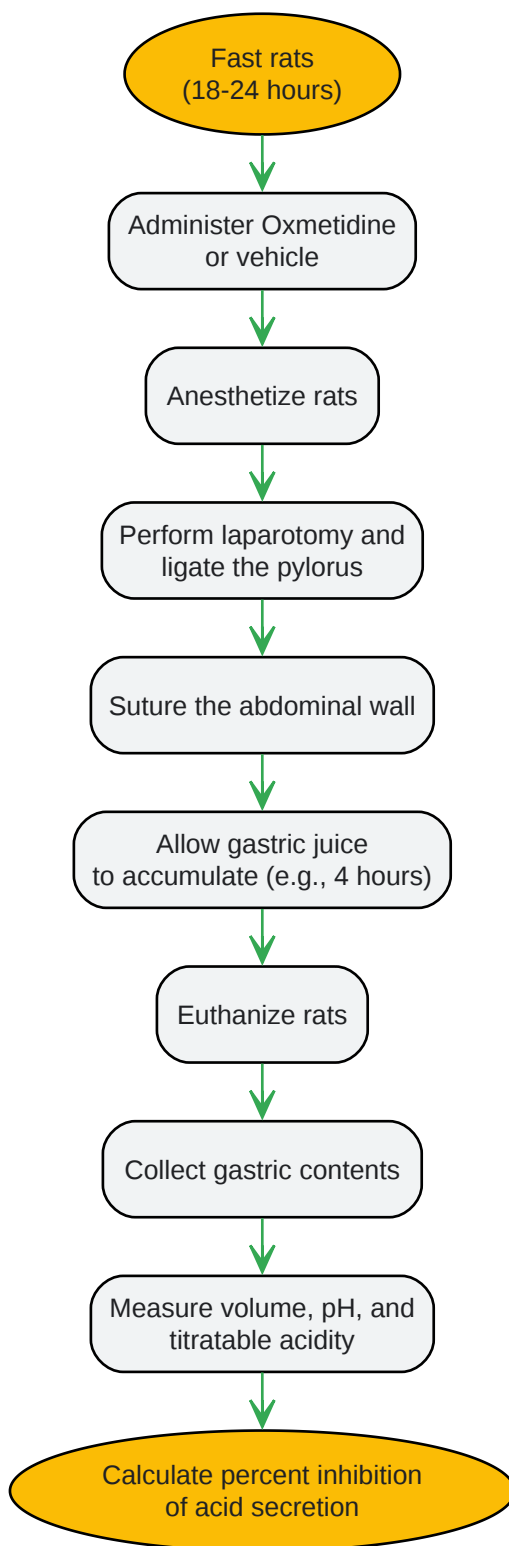 Fast rats
(18-24 hours)
Administer Oxmetidine
or vehicle
Anesthetize rats
Perform laparotomy and
ligate the pylorus
Suture the abdominal wall
Allow gastric juice
to accumulate (e.g., 4 hours)
Euthanize rats
Collect gastric contents
Measure volume, pH, and
titratable acidity
Calculate percent inhibition
of acid secretion